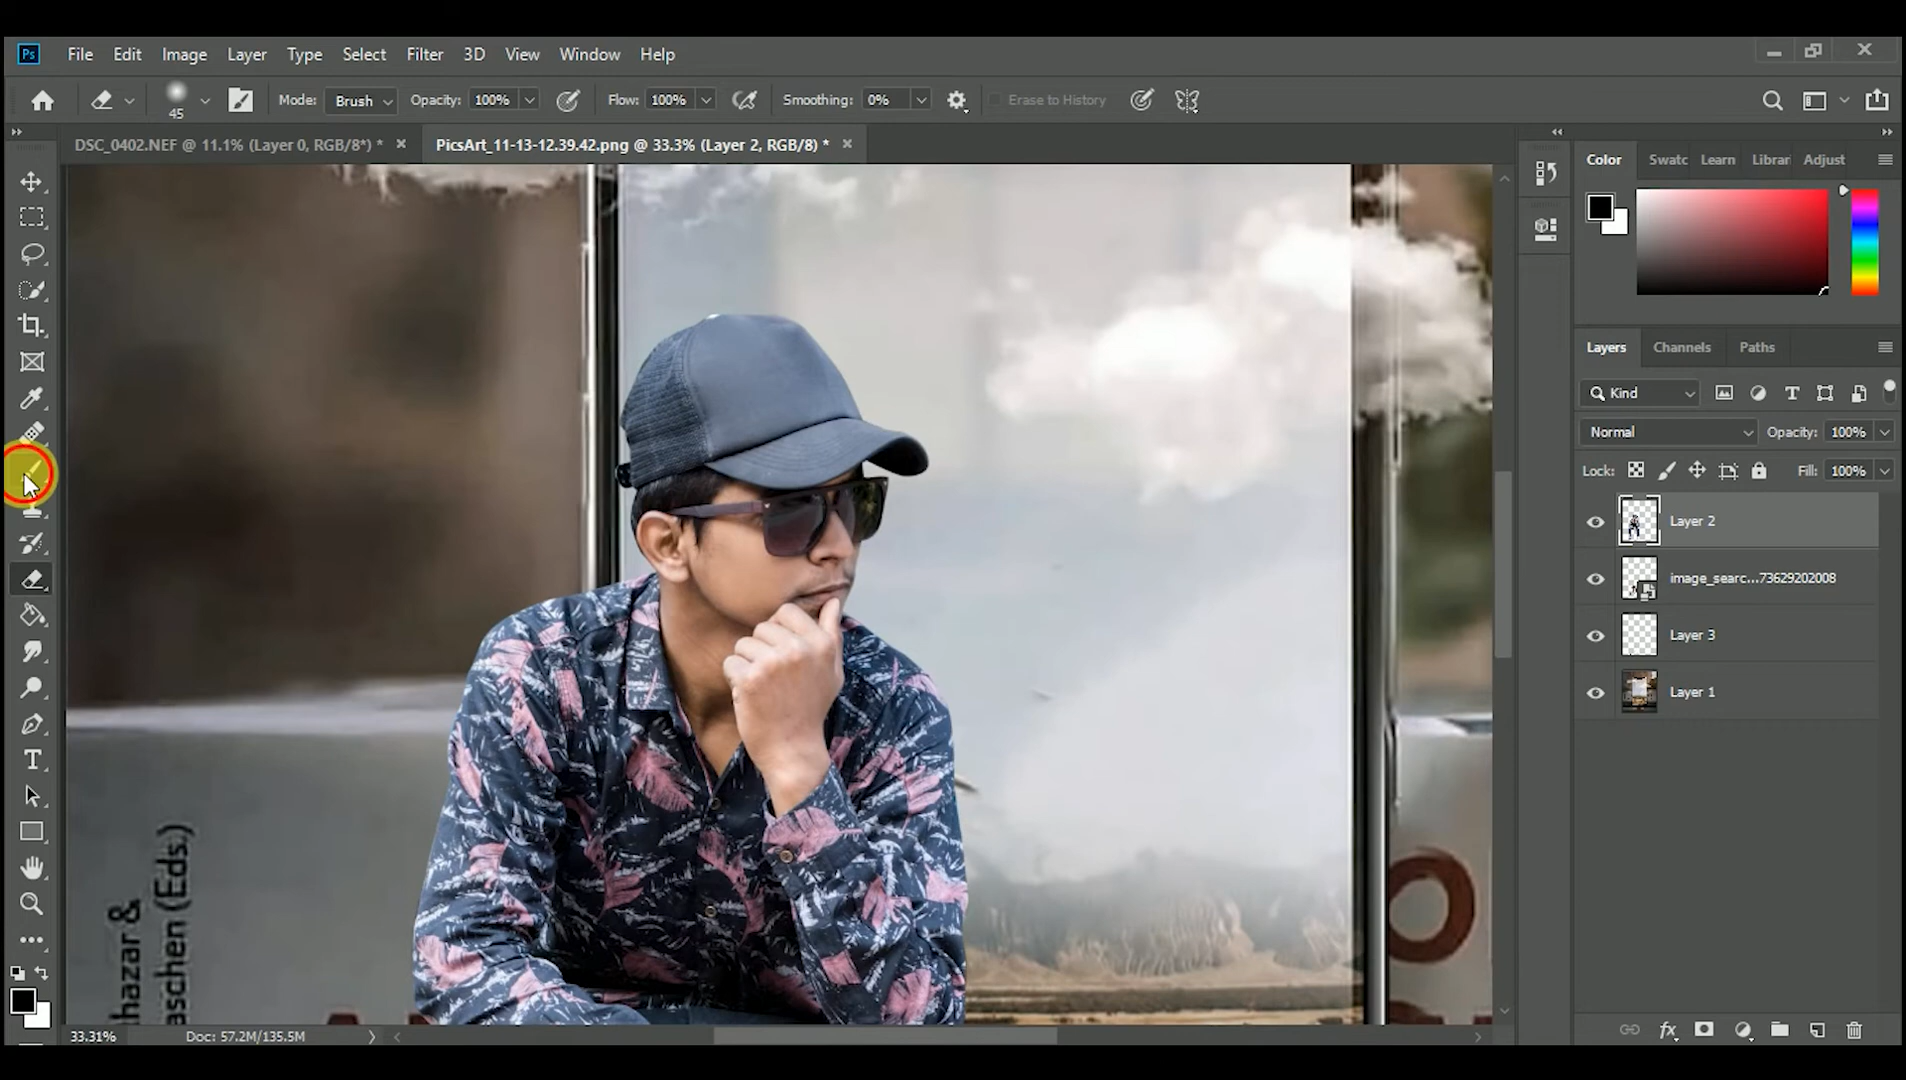 Ps File Edit Image Layer Type Select Filter 3D View Window Help
45 Mode: Brush Opacity: 100% Flow: 100% Smoothing: 0% Erase to History
DSC_0402.NEF @ 11.1% (Layer 0, RGB/8*) * PicsArt_11-13-12.39.42.png @ 33.3% (Layer 2, RGB/8) *
Color Swatc Learn Librar Adjust
Layers Channels Paths
Kind
Normal Opacity: 100%
Lock: Fill: 100%
Layer 2
image_searc...73629202008
Layer 3
Layer 1
hazar &
aschen (Eds.)
33.31% Doc: 57.2M/135.5M